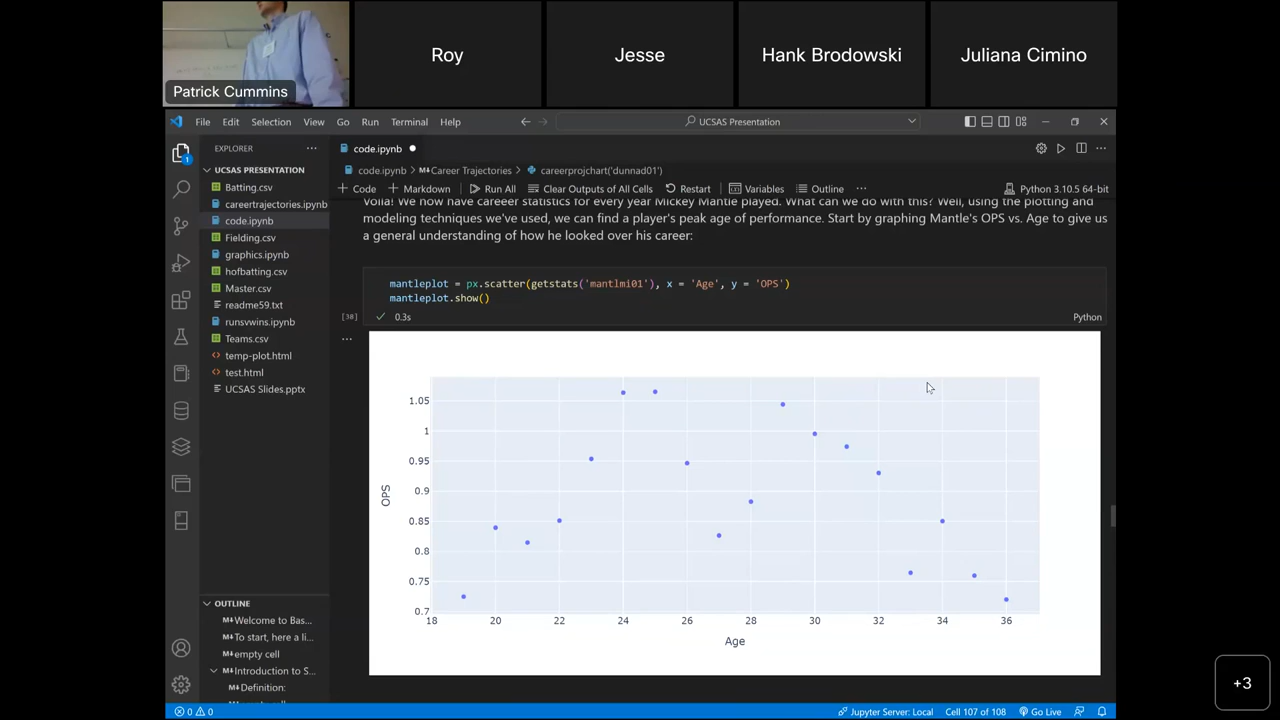 Patrick Cummins
Roy
Jesse
Hank Brodowski
Juliana Cimino
File Edit Selection View Go Run Terminal Help
UCSAS Presentation
EXPLORER
UCSAS PRESENTATION
Batting.csv
careertrajectories.ipynb
code.ipynb
Fielding.csv
graphics.ipynb
hofbatting.csv
Master.csv
readme59.txt
runsvwins.ipynb
Teams.csv
temp-plot.html
test.html
UCSAS Slides.pptx
OUTLINE
Welcome to Bas...
To start, here a li...
empty cell
Introduction to S...
Definition:
code.ipynb
code.ipynb > Career Trajectories > careerprojchart('dunnad01')
+ Code + Markdown Run All Clear Outputs of All Cells Restart Variables Outline ... Python 3.10.5 64-bit
Voila! We now have careeer statistics for every year Mickey Mantle played. What can we do with this? Well, using the plotting and
modeling techniques we've used, we can find a player's peak age of performance. Start by graphing Mantle's OPS vs. Age to give us
a general understanding of how he looked over his career:
mantleplot = px.scatter(getstats('mantlmi01'), x = 'Age', y = 'OPS')
mantleplot.show()
[38] 0.3s Python
1.05
1
0.95
0.9
0.85
0.8
0.75
0.7
OPS
18 20 22 24 26 28 30 32 34 36
Age
0 0 Jupyter Server: Local Cell 107 of 108 Go Live
1
+3